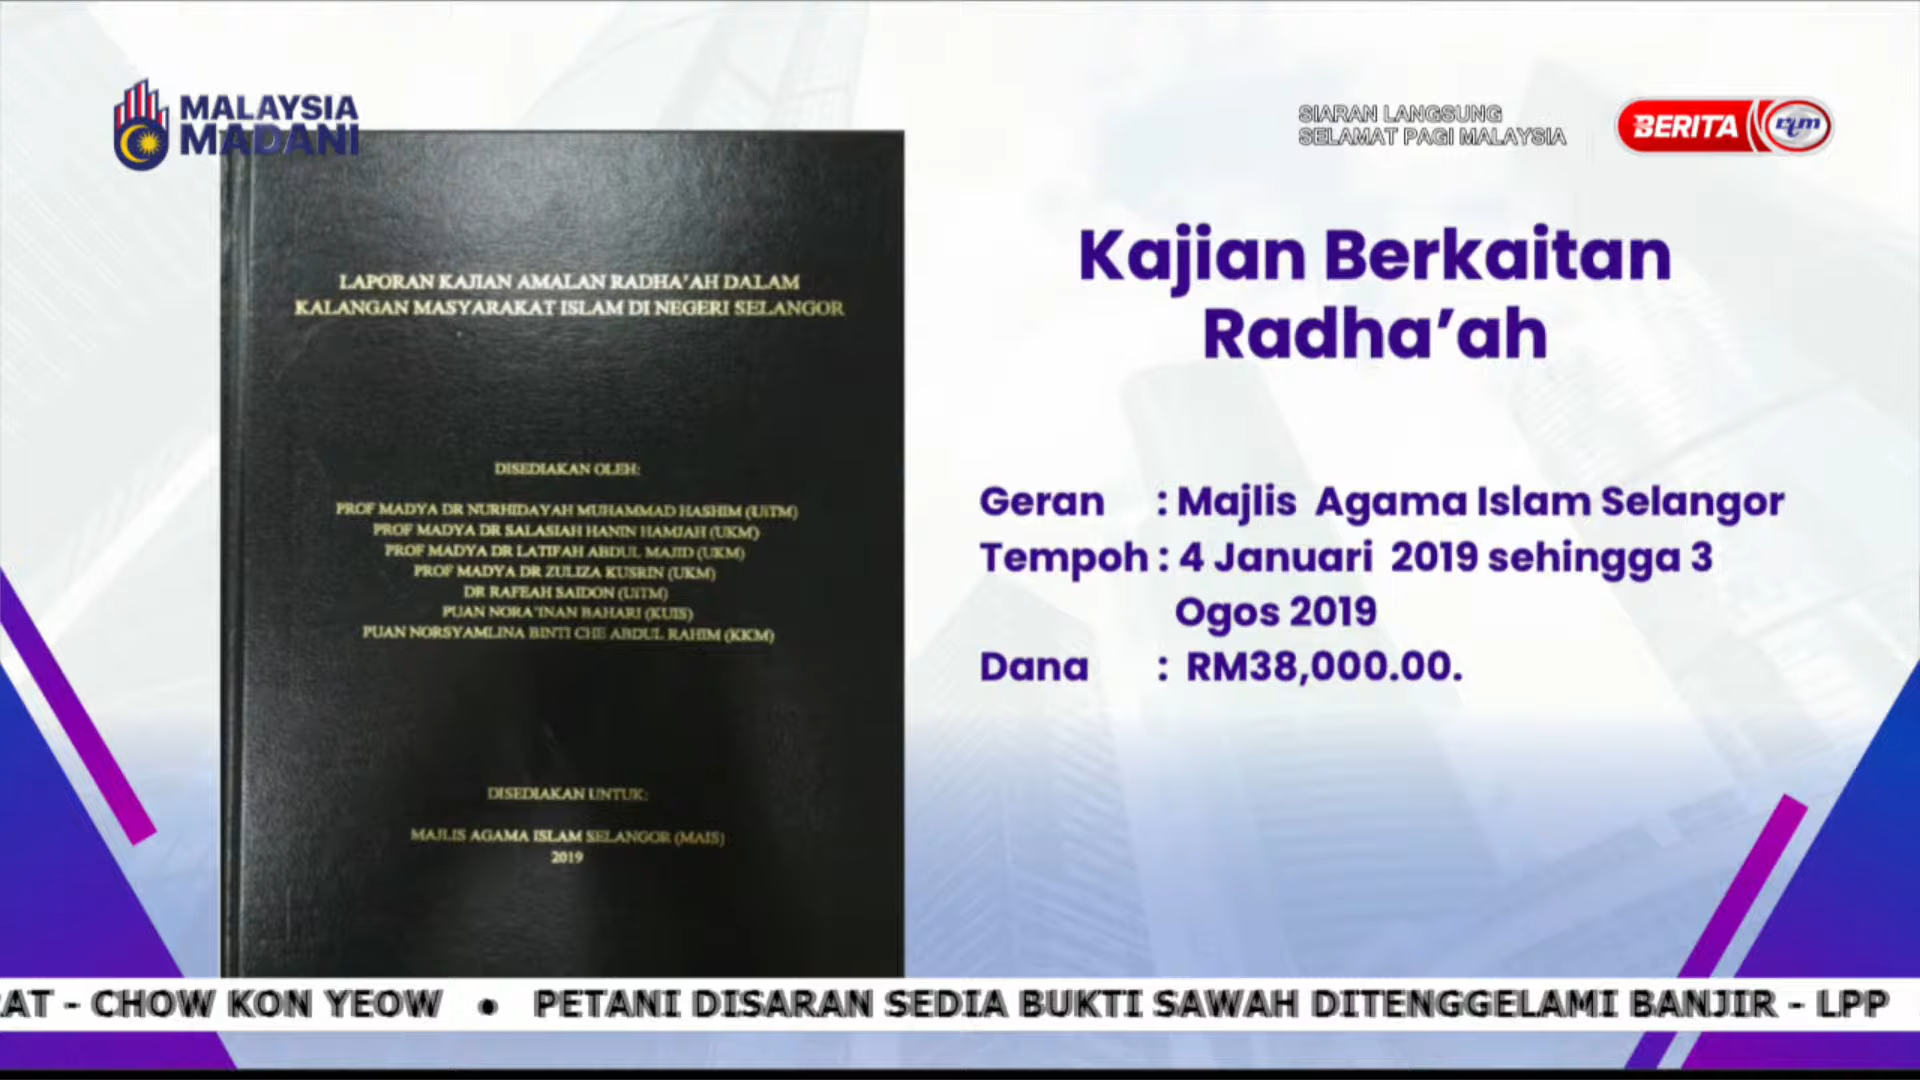 MALAYSIA
MADANI
SIARAN LANGSUNG
SELAMAT PAGI MALAYSIA
BERITA rtm
LAPORAN KAJIAN AMALAN RADHA'AH DALAM
KALANGAN MASYARAKAT ISLAM DI NEGERI SELANGOR
DISEDIAKAN OLEH:
PROF MADYA DR NURHIDAYAH MUHAMMAD HASHIM (UITM)
PROF MADYA DR SALASIAH HANIN HAMJAH (UKM)
PROF MADYA DR LATIFAH ABDUL MAJID (UKM)
PROF MADYA DR ZULIZA KUSRIN (UKM)
DR RAFEAH SAIDON (UITM)
PUAN NORA'INAN BAHARI (KUIS)
PUAN NORSYAMLINA BINTI CHE ABDUL RAHIM (KKM)
DISEDIAKAN UNTUK:
MAJLIS AGAMA ISLAM SELANGOR (MAIS)
2019
Kajian Berkaitan
Radha'ah
Geran : Majlis Agama Islam Selangor
Tempoh : 4 Januari 2019 sehingga 3
Ogos 2019
Dana : RM38,000.00.
RAT - CHOW KON YEOW • PETANI DISARAN SEDIA BUKTI SAWAH DITENGGELAMI BANJIR - LPP